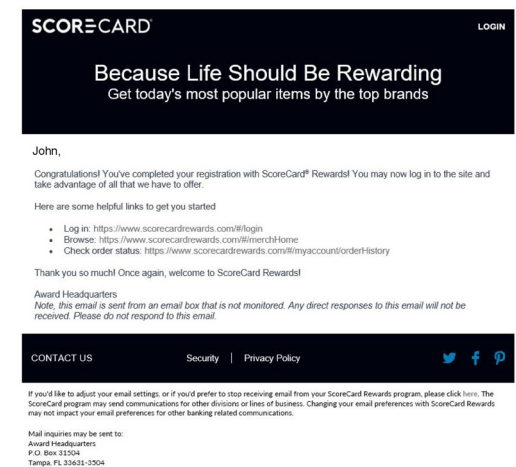 SCORECARD®
LOGIN
Because Life Should Be Rewarding
Get today's most popular items by the top brands
John,
Congratulations! You've completed your registration with ScoreCard® Rewards! You may now log in to the site and
take advantage of all that we have to offer.
Here are some helpful links to get you started
• Log in: https://www.scorecardrewards.com/#/login
• Browse: https://www.scorecardrewards.com/#/merchHome
• Check order status: https://www.scorecardrewards.com/#/myaccount/orderHistory
Thank you so much! Once again, welcome to ScoreCard Rewards!
Award Headquarters
Note, this email is sent from an email box that is not monitored. Any direct responses to this email will not be
received. Please do not respond to this email.
CONTACT US
Security | Privacy Policy
If you'd like to adjust your email settings, or if you'd prefer to stop receiving email from your ScoreCard Rewards program, please click here. The
ScoreCard program may send communications for other divisions or lines of business. Changing your email preferences with ScoreCard Rewards
may not impact your email preferences for other banking related communications.
Mail inquiries may be sent to:
Award Headquarters
P.O. Box 31504
Tampa, FL 33631-3504